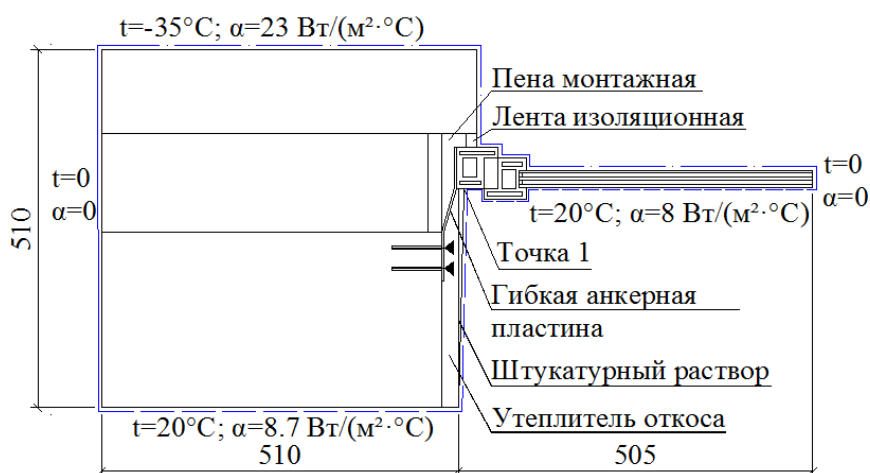 t=-35°C; α=23 Вт/(м²·°C)
Пена монтажная
Лента изоляционная
t=0
α=0
t=0
α=0
t=20°C; α=8 Вт/(м²·°C)
510
Точка 1
Гибкая анкерная
пластина
Штукатурный раствор
Утеплитель откоса
t=20°C; α=8.7 Вт/(м²·°C)
510
505